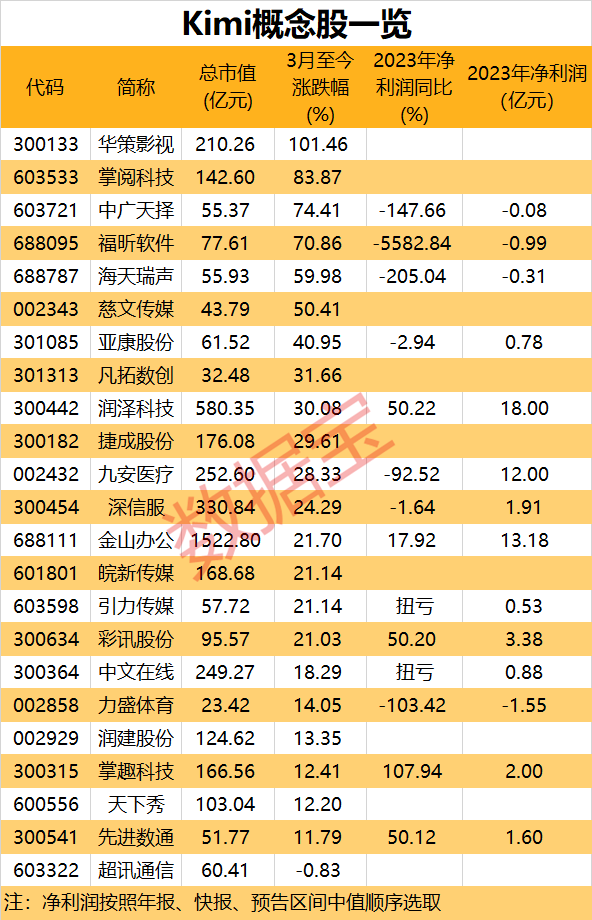 Kimi概念股一览
代码 简称 总市值(亿元) 3月至今涨跌幅(%) 2023年净利润同比(%) 2023年净利润(亿元)
300133 华策影视 210.26 101.46
603533 掌阅科技 142.60 83.87
603721 中广天择 55.37 74.41 -147.66 -0.08
688095 福昕软件 77.61 70.86 -5582.84 -0.99
688787 海天瑞声 55.93 59.98 -205.04 -0.31
002343 慈文传媒 43.79 50.41
301085 亚康股份 61.52 40.95 -2.94 0.78
301313 凡拓数创 32.48 31.66
300442 润泽科技 580.35 30.08 50.22 18.00
300182 捷成股份 176.08 29.61
002432 九安医疗 252.60 28.33 -92.52 12.00
300454 深信服 330.84 24.29 -1.64 1.91
688111 金山办公 1522.80 21.70 17.92 13.18
601801 皖新传媒 168.68 21.14
603598 引力传媒 57.72 21.14 扭亏 0.53
300634 彩讯股份 95.57 21.03 50.20 3.38
300364 中文在线 249.27 18.29 扭亏 0.88
002858 力盛体育 23.42 14.05 -103.42 -1.55
002929 润建股份 124.62 13.35
300315 掌趣科技 166.56 12.41 107.94 2.00
600556 天下秀 103.04 12.20
300541 先进数通 51.77 11.79 50.12 1.60
603322 超讯通信 60.41 -0.83
注：净利润按照年报、快报、预告区间中值顺序选取
数据宝